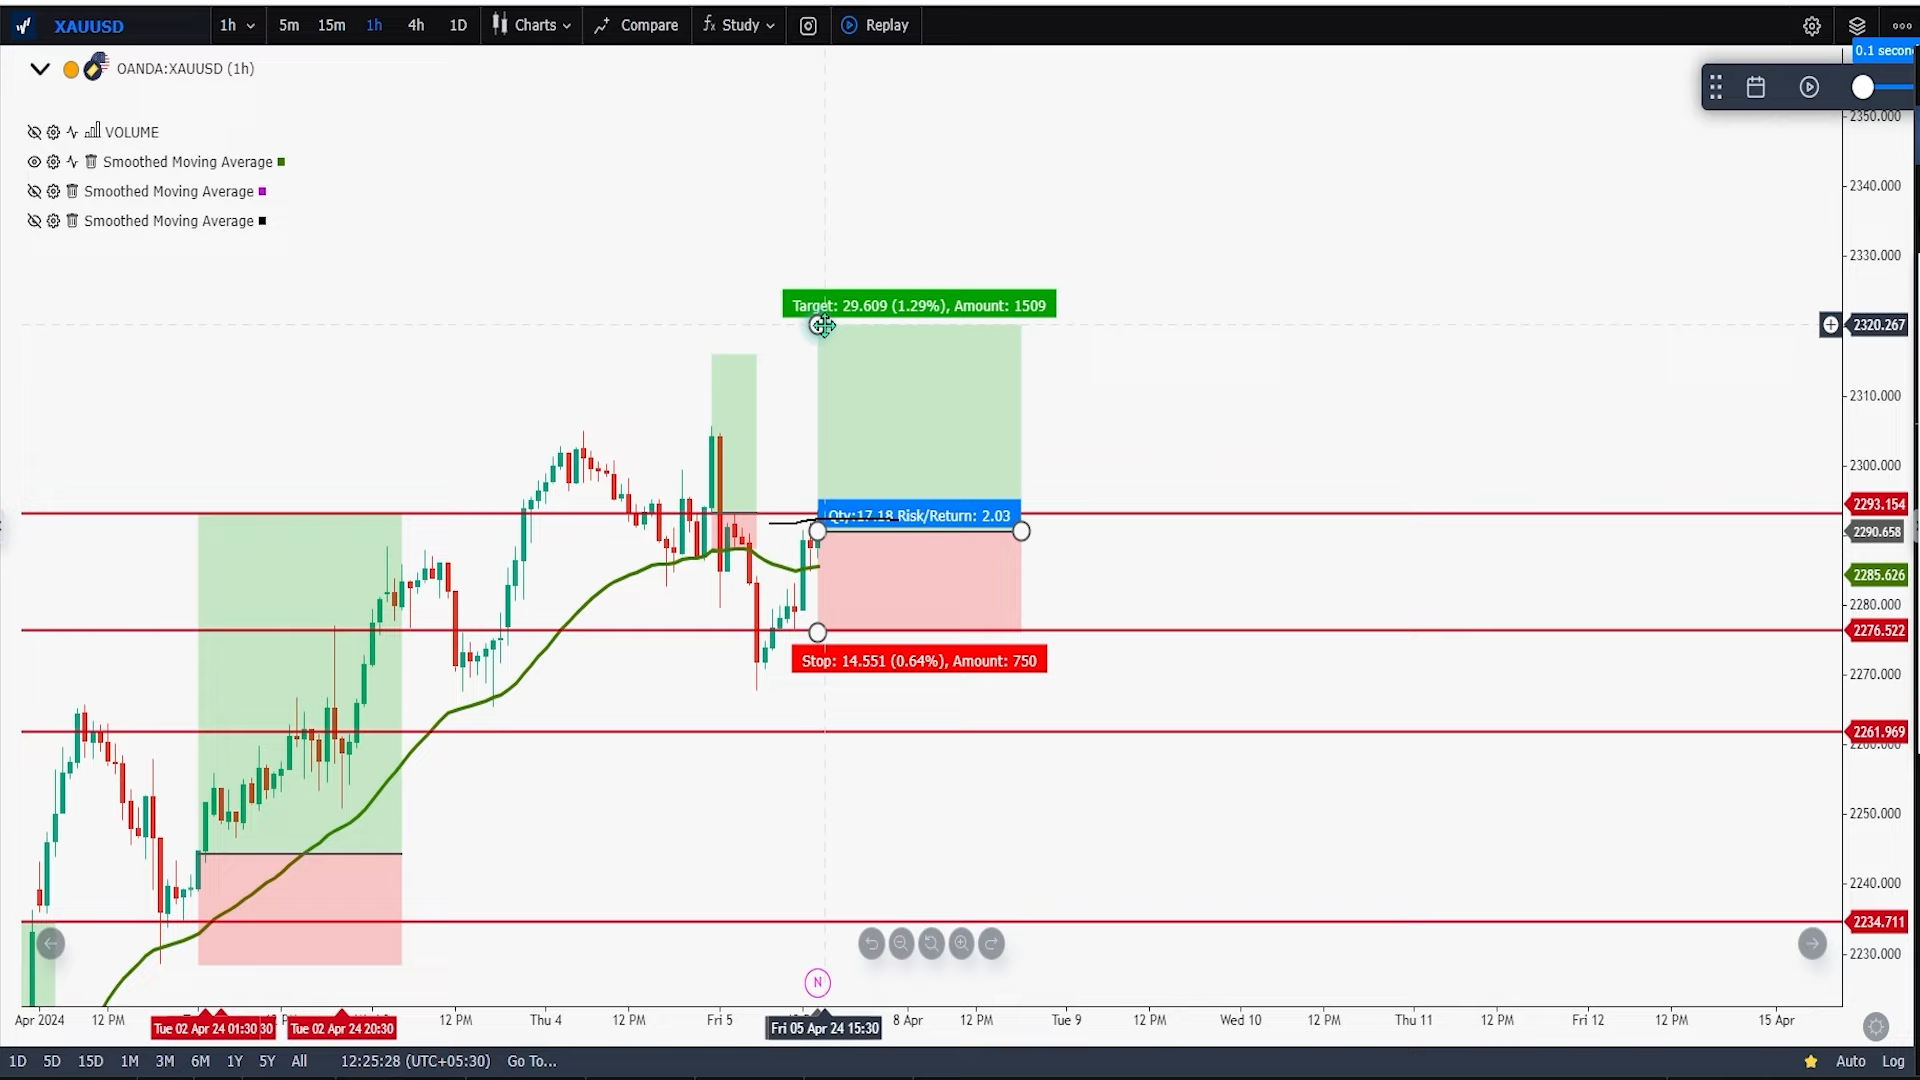 XAUUSD 1h 5m 15m 1h 4h 1D Charts Compare Study Replay
0.1 secon
OANDA:XAUUSD (1h)
VOLUME
Smoothed Moving Average
Smoothed Moving Average
Smoothed Moving Average
2350.000
2340.000
2330.000
2320.267
2310.000
2300.000
2293.154
2290.658
2285.626
2280.000
2276.522
2270.000
2261.969
2260.000
2250.000
2240.000
2234.711
2230.000
Target: 29.609 (1.29%), Amount: 1509
Qty:17.18 Risk/Return: 2.03
Stop: 14.551 (0.64%), Amount: 750
N
Apr 2024 12 PM 12 PM Thu 4 12 PM Fri 5 8 Apr 12 PM Tue 9 12 PM Wed 10 12 PM Thu 11 12 PM Fri 12 12 PM 15 Apr
Tue 02 Apr 24 01:30 30 Tue 02 Apr 24 20:30 Fri 05 Apr 24 15:30
1D 5D 15D 1M 3M 6M 1Y 5Y All 12:25:28 (UTC+05:30) Go To... Auto Log